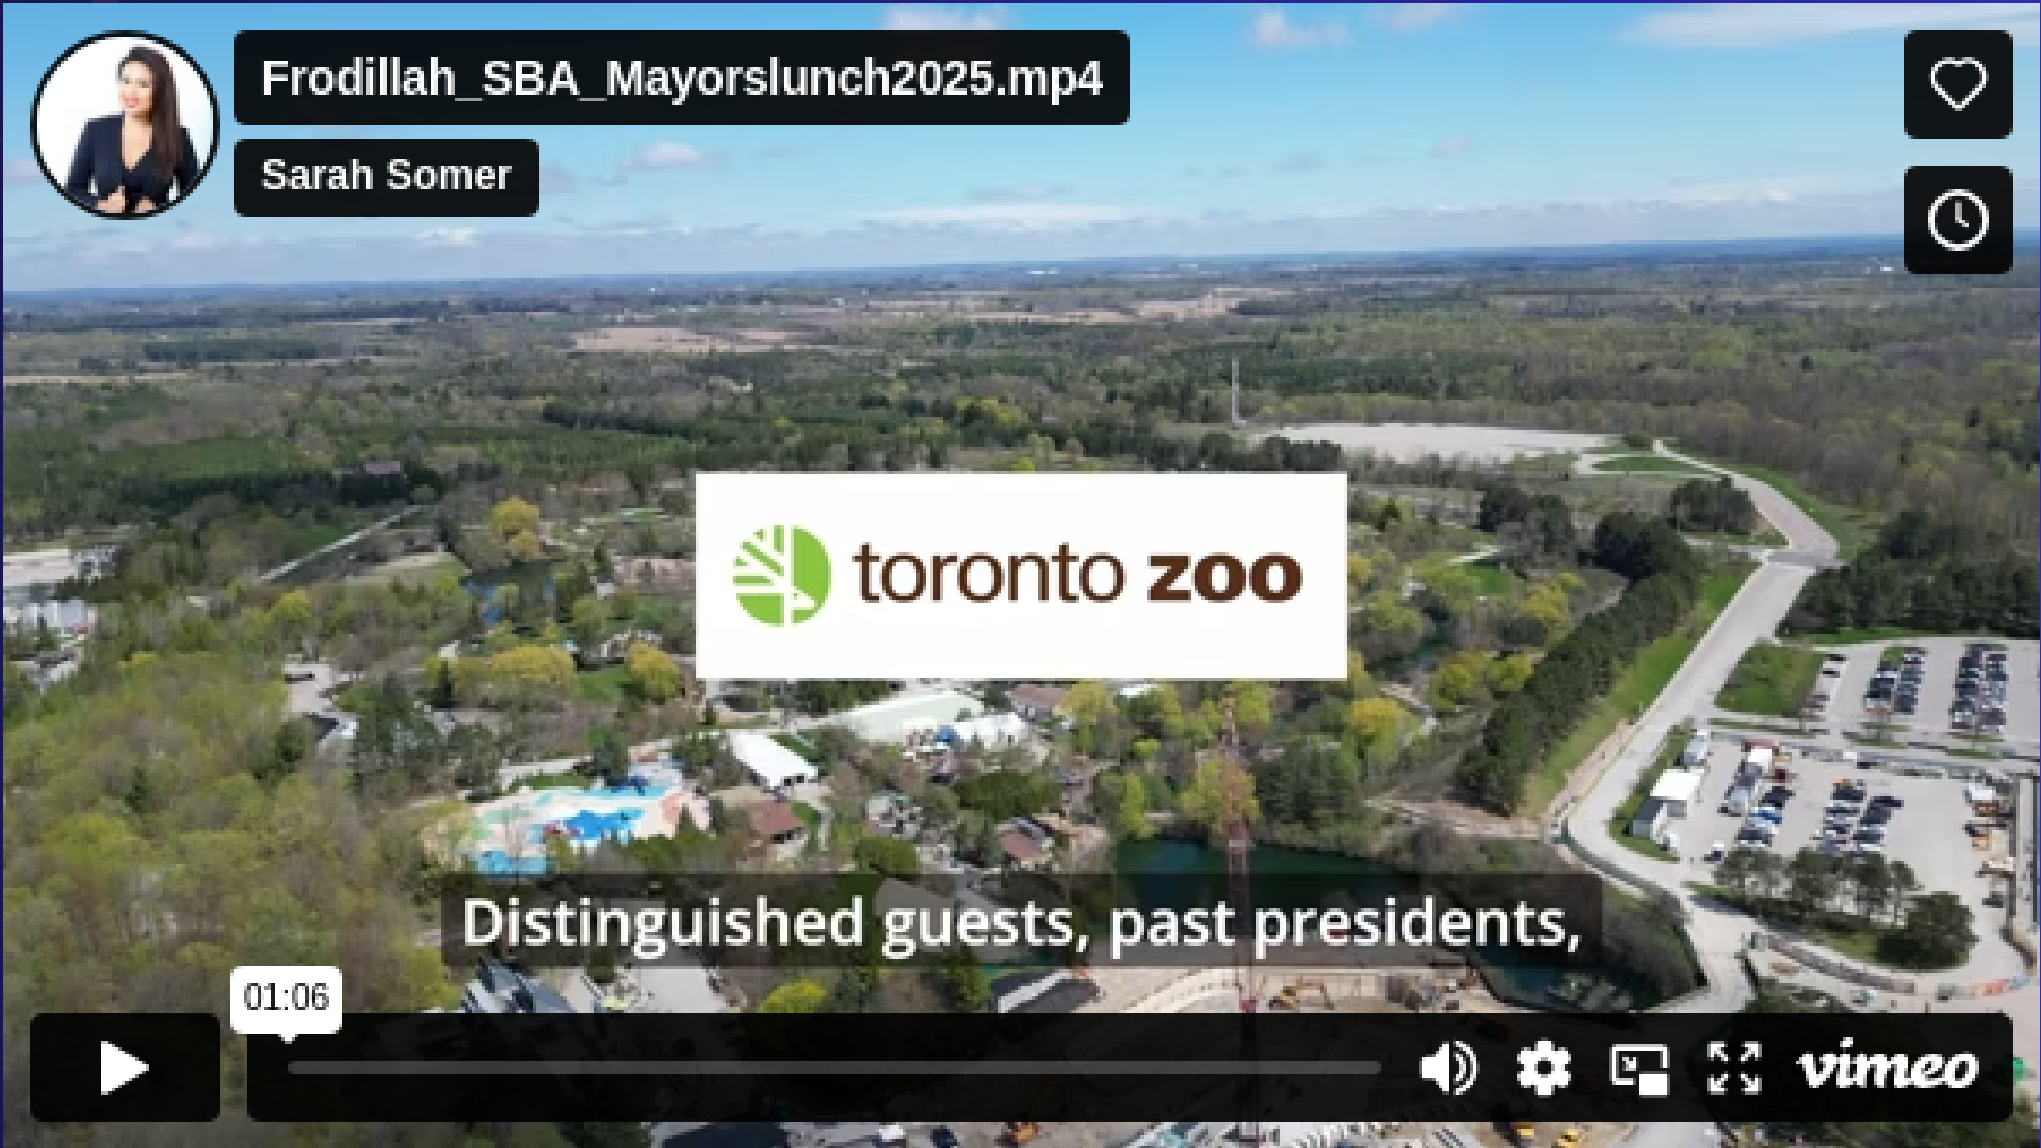 Frodillah_SBA_Mayorslunch2025.mp4
Sarah Somer
toronto zoo
Distinguished guests, past presidents,
01:06
vimeo